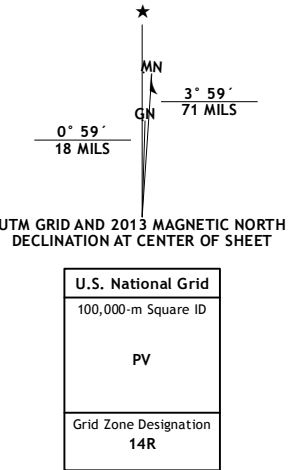 ★
MN
GN
3° 59´
71 MILS
0° 59´
18 MILS
UTM GRID AND 2013 MAGNETIC NORTH
DECLINATION AT CENTER OF SHEET
U.S. National Grid
100,000-m Square ID
PV
Grid Zone Designation
14R